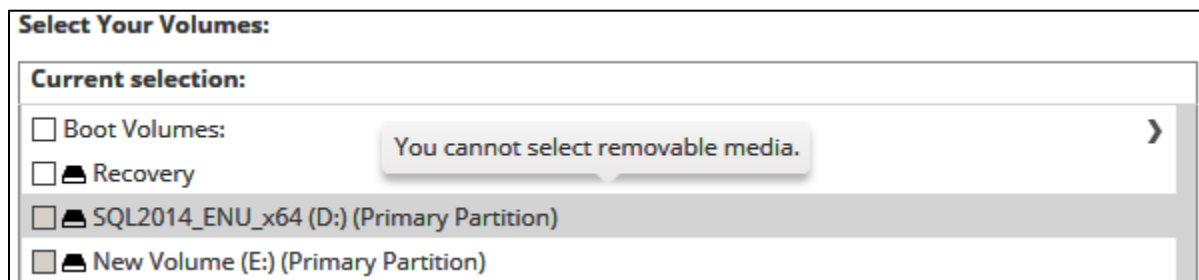 Select Your Volumes:
Current selection:
Boot Volumes:
You cannot select removable media.
Recovery
SQL2014_ENU_x64 (D:) (Primary Partition)
New Volume (E:) (Primary Partition)